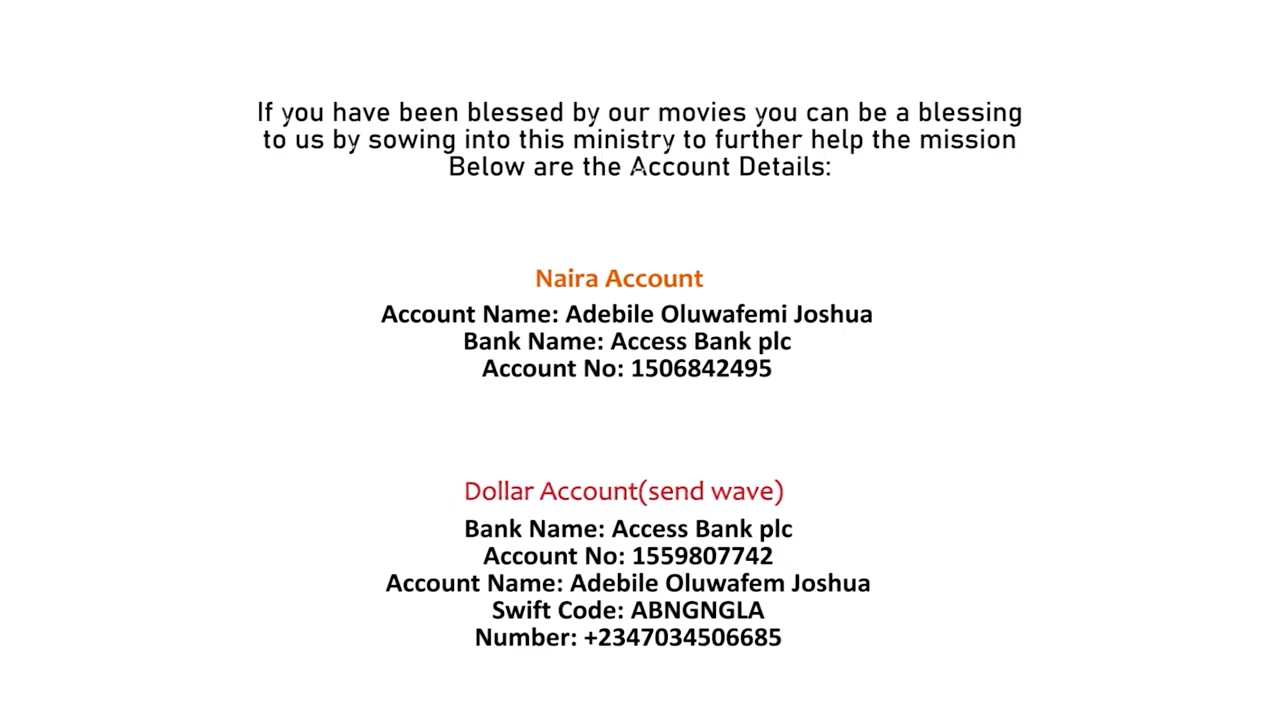 If you have been blessed by our movies you can be a blessing
to us by sowing into this ministry to further help the mission
Below are the Account Details:
Naira Account
Account Name: Adebile Oluwafemi Joshua
Bank Name: Access Bank plc
Account No: 1506842495
Dollar Account(send wave)
Bank Name: Access Bank plc
Account No: 1559807742
Account Name: Adebile Oluwafem Joshua
Swift Code: ABNGNGLA
Number: +2347034506685